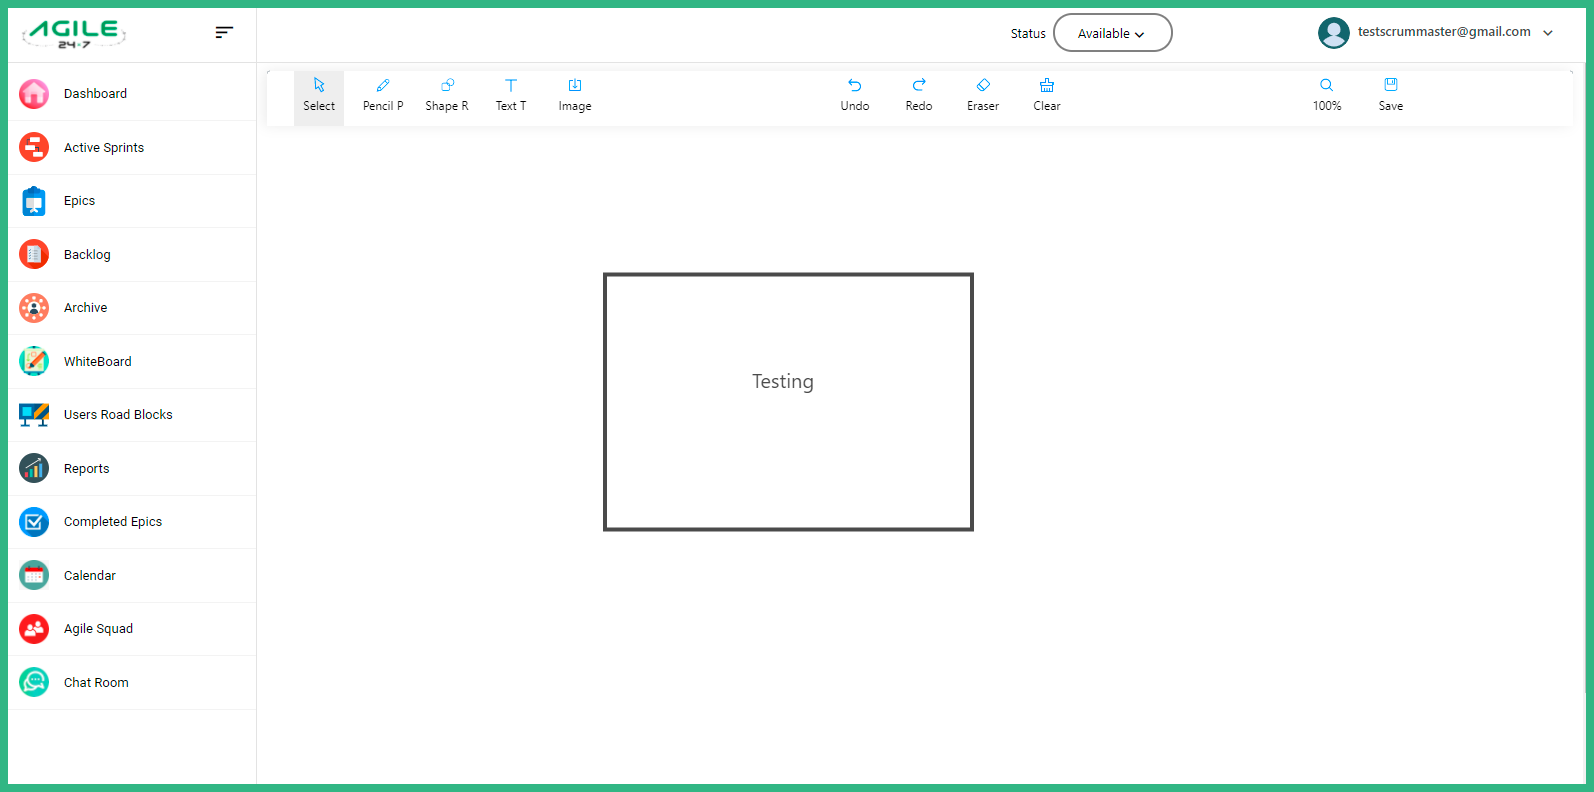 AGILE
24•7
Status
Available
testscrummaster@gmail.com
Select
Pencil P
Shape R
Text T
Image
Undo
Redo
Eraser
Clear
100%
Save
Dashboard
Active Sprints
Epics
Backlog
Archive
WhiteBoard
Users Road Blocks
Reports
Completed Epics
Calendar
Agile Squad
Chat Room
Testing